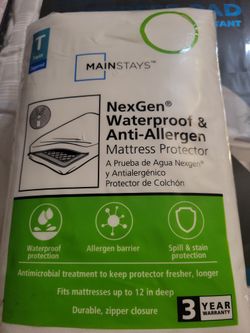 T
MAINSTAYS™
NexGen®
Waterproof &
Anti-Allergen
Mattress Protector
A Prueba de Agua Nexgen®
y Antialergénico
Protector de Colchón
Waterproof
protection
Allergen barrier
Spill & stain
protection
Antimicrobial treatment to keep protector fresher, longer
Fits mattresses up to 12 in deep
Durable, zipper closure
3 YEAR
WARRANTY